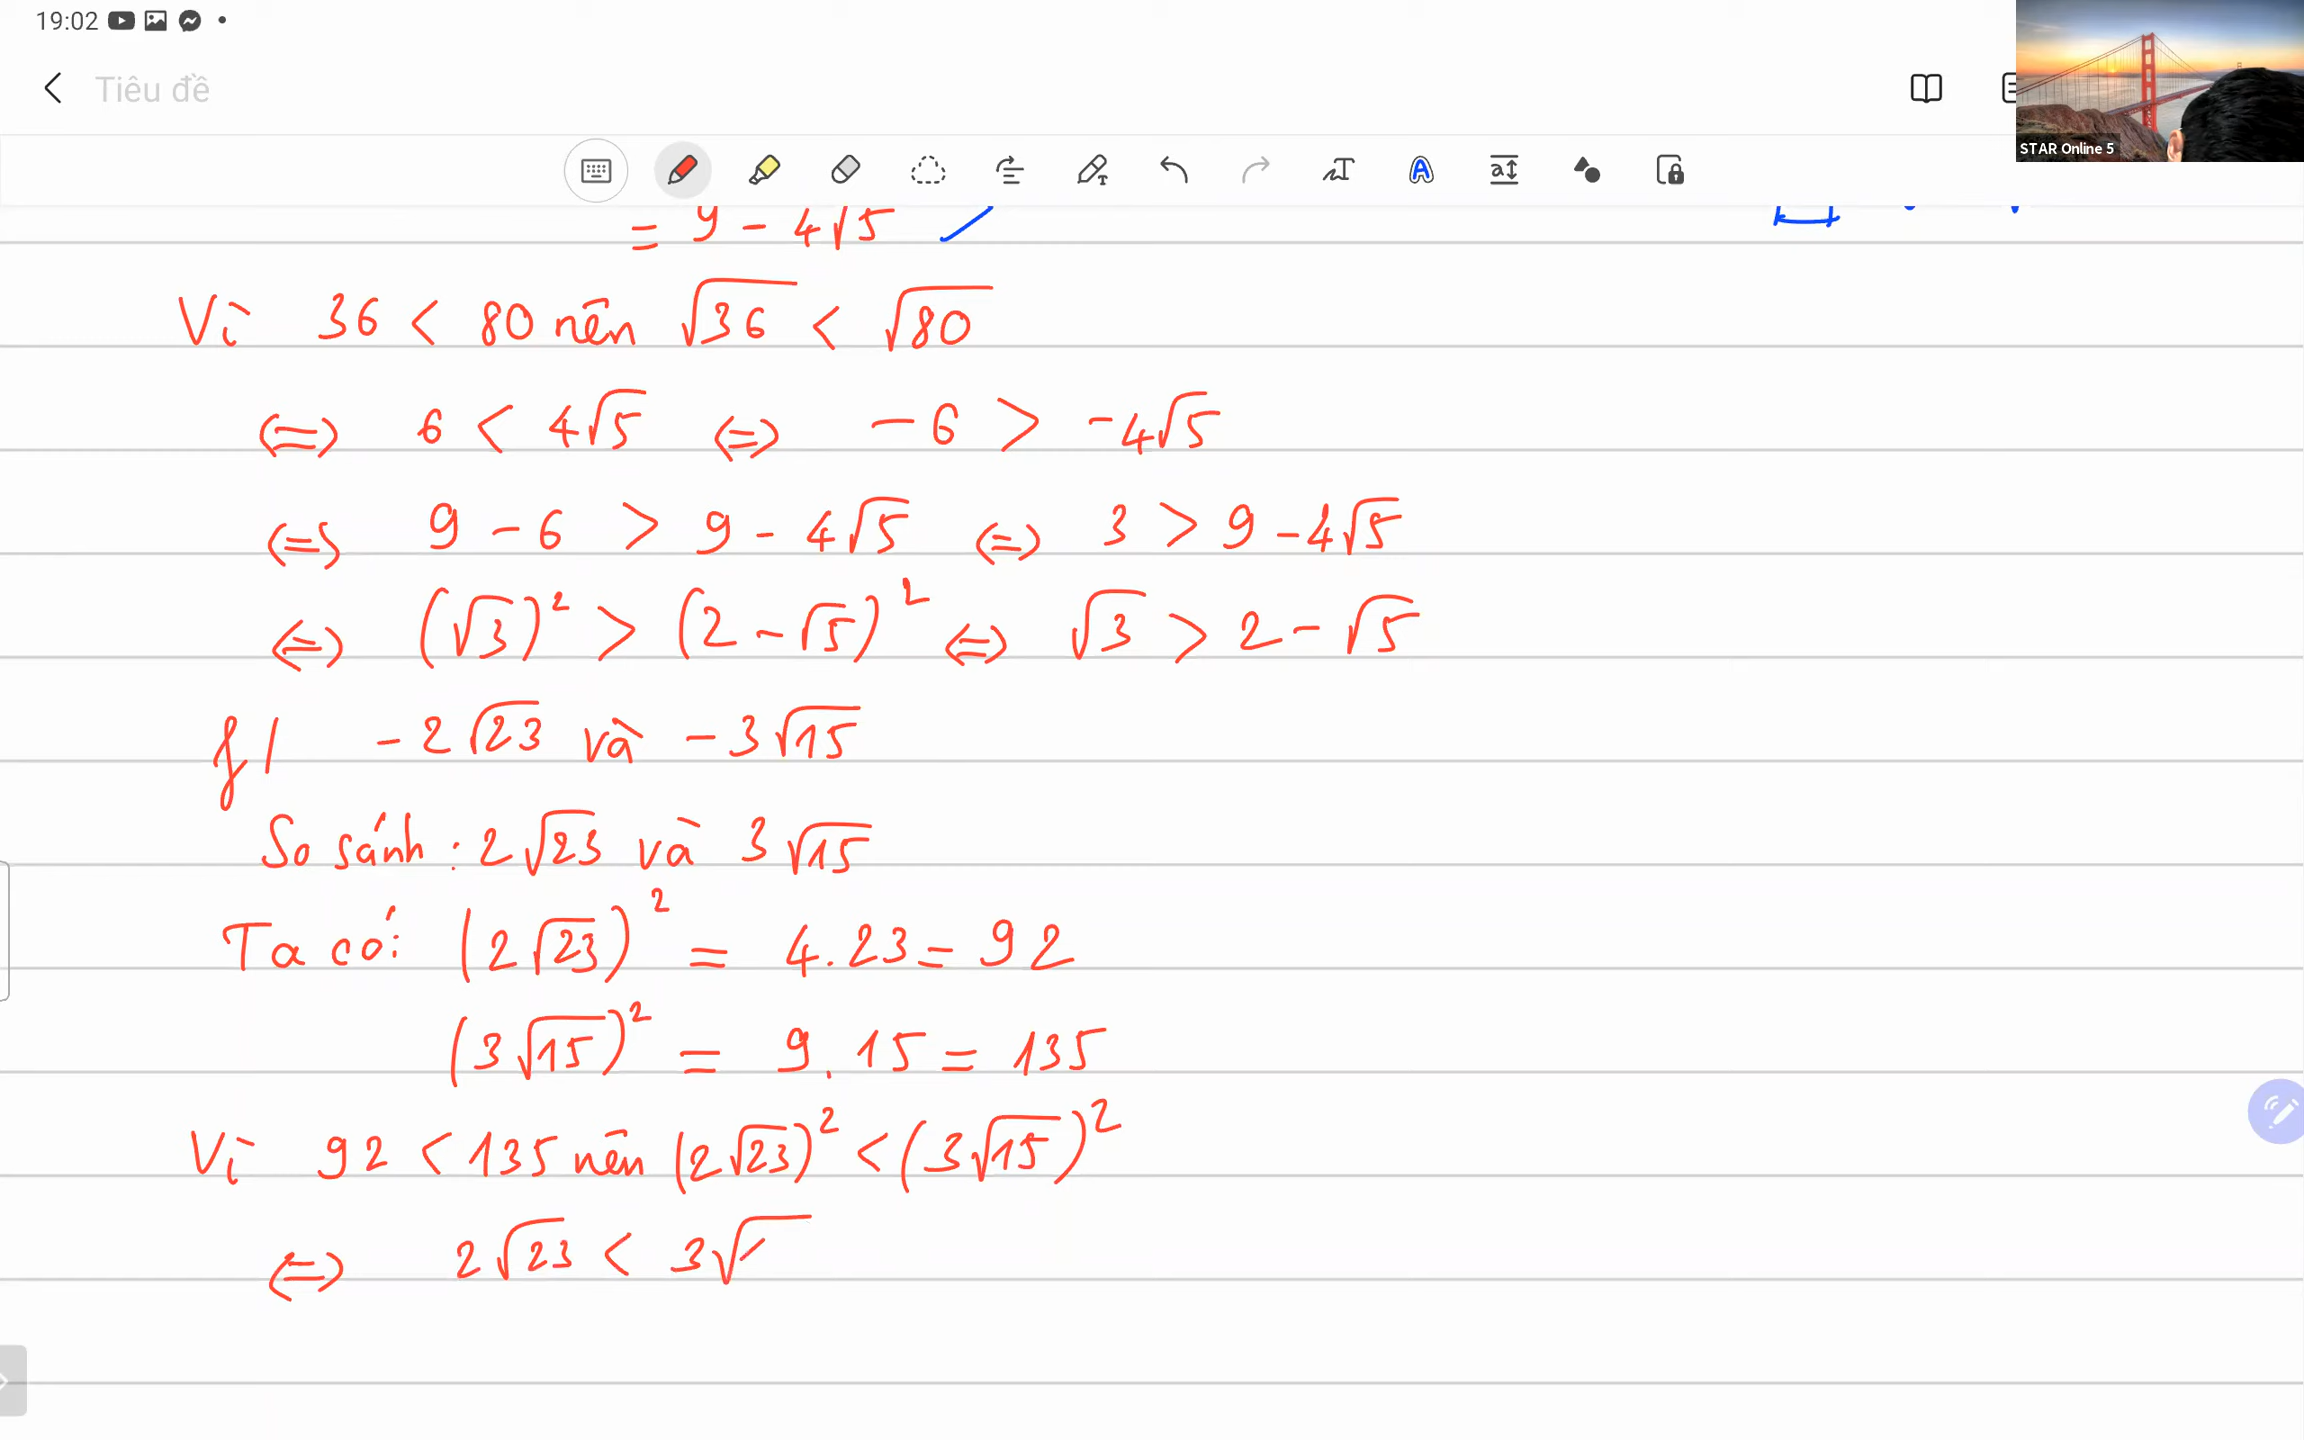 19:02
Tiêu đề
STAR Online 5
= 9 - 4√5
Vì 36 < 80 nên √36 < √80
⇔ 6 < 4√5 ⇔ -6 > -4√5
⇔ 9 - 6 > 9 - 4√5 ⇔ 3 > 9 - 4√5
⇔ (√3)² > (2 - √5)² ⇔ √3 > 2 - √5
f/ -2√23 và -3√15
So sánh : 2√23 và 3√15
Ta có: (2√23)² = 4.23 = 92
(3√15)² = 9.15 = 135
Vì 92 < 135 nên (2√23)² < (3√15)²
⇔ 2√23 < 3√